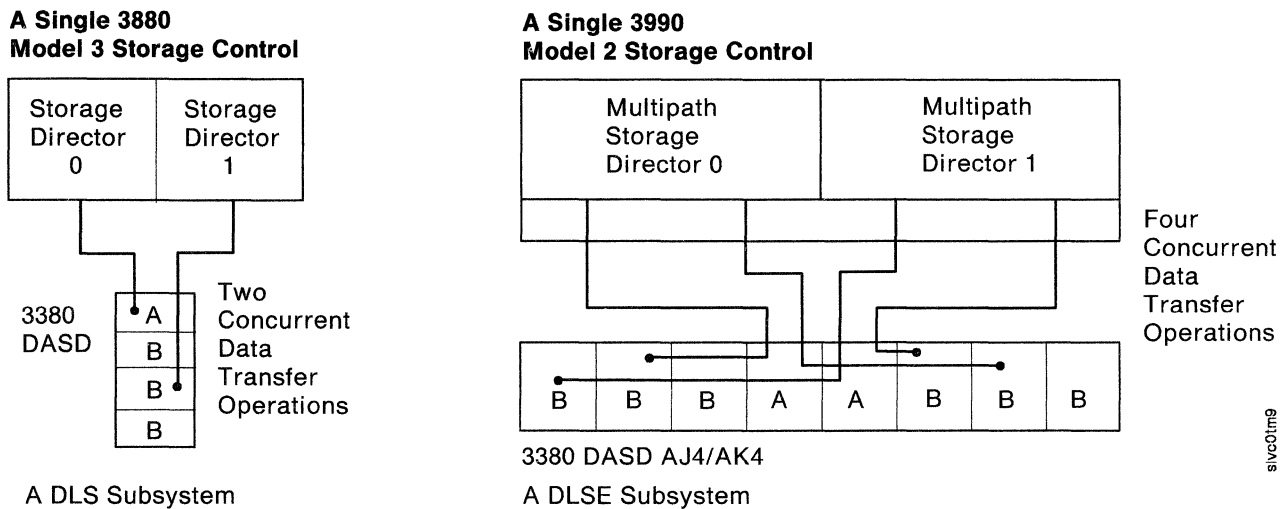 A Single 3880
Model 3 Storage Control
Storage
Director
0
Storage
Director
1
3380
DASD
A
B
B
B
Two
Concurrent
Data
Transfer
Operations
A DLS Subsystem
A Single 3990
Model 2 Storage Control
Multipath
Storage
Director 0
Multipath
Storage
Director 1
Four
Concurrent
Data
Transfer
Operations
B B B A A B B B
3380 DASD AJ4/AK4
A DLSE Subsystem
slvc0tm9